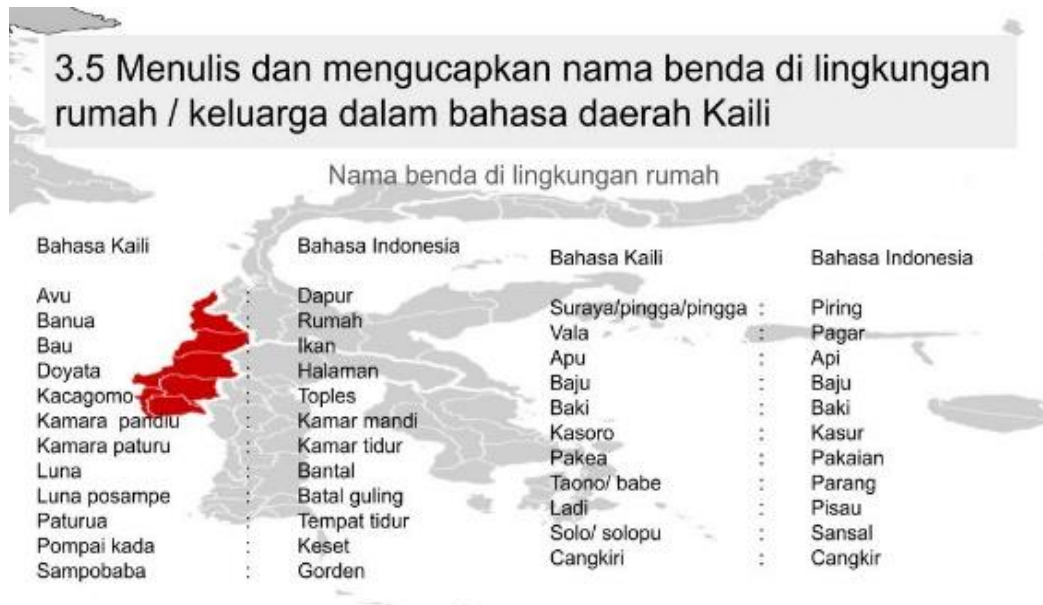 3.5 Menulis dan mengucapkan nama benda di lingkungan
rumah / keluarga dalam bahasa daerah Kaili
Nama benda di lingkungan rumah
Bahasa Kaili Bahasa Indonesia
Avu : Dapur
Banua : Rumah
Bau : Ikan
Doyata : Halaman
Kacagomo : Toples
Kamara pandiu : Kamar mandi
Kamara paturu : Kamar tidur
Luna : Bantal
Luna posampe : Batal guling
Paturua : Tempat tidur
Pompai kada : Keset
Sampobaba : Gorden
Bahasa Kaili Bahasa Indonesia
Suraya/pingga/pingga : Piring
Vala : Pagar
Apu : Api
Baju : Baju
Baki : Baki
Kasoro : Kasur
Pakea : Pakaian
Taono/ babe : Parang
Ladi : Pisau
Solo/ solopu : Sansal
Cangkiri : Cangkir